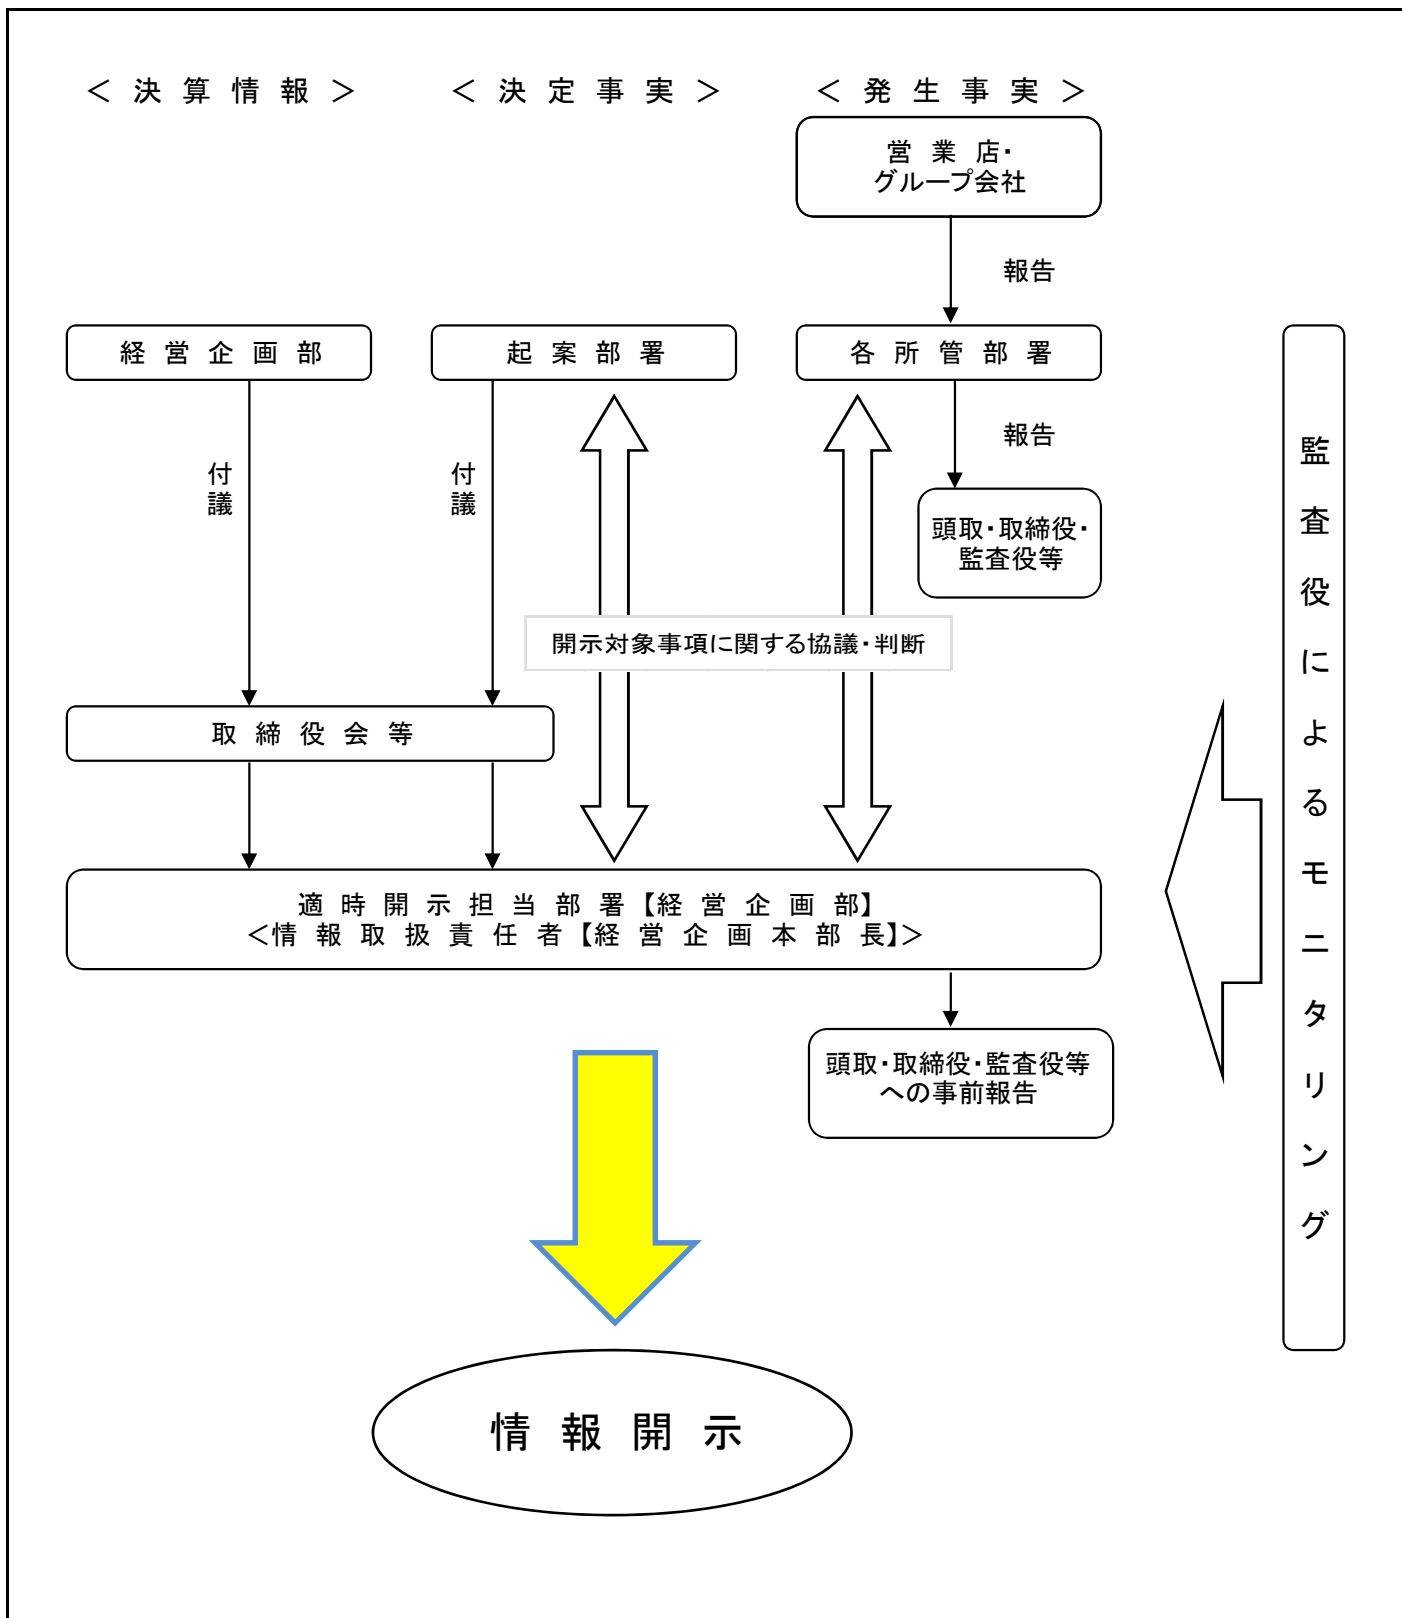 ＜決算情報＞
＜決定事実＞
＜発生事実＞
営業店・
グループ会社
報告
経営企画部
起案部署
各所管部署
付議
付議
報告
頭取・取締役・
監査役等
開示対象事項に関する協議・判断
取締役会等
適時開示担当部署【経営企画部】
＜情報取扱責任者【経営企画本部長】＞
頭取・取締役・監査役等
への事前報告
監査役によるモニタリング
情報開示